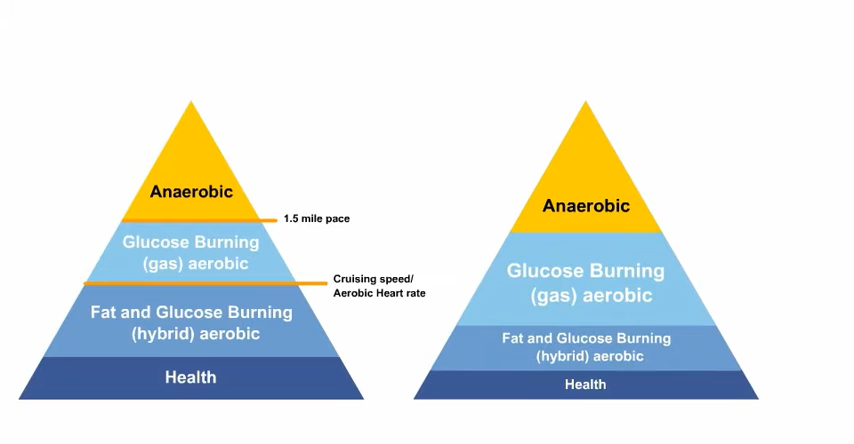 Anaerobic
1.5 mile pace
Glucose Burning
(gas) aerobic
Cruising speed/
Aerobic Heart rate
Fat and Glucose Burning
(hybrid) aerobic
Health
Anaerobic
Glucose Burning
(gas) aerobic
Fat and Glucose Burning
(hybrid) aerobic
Health